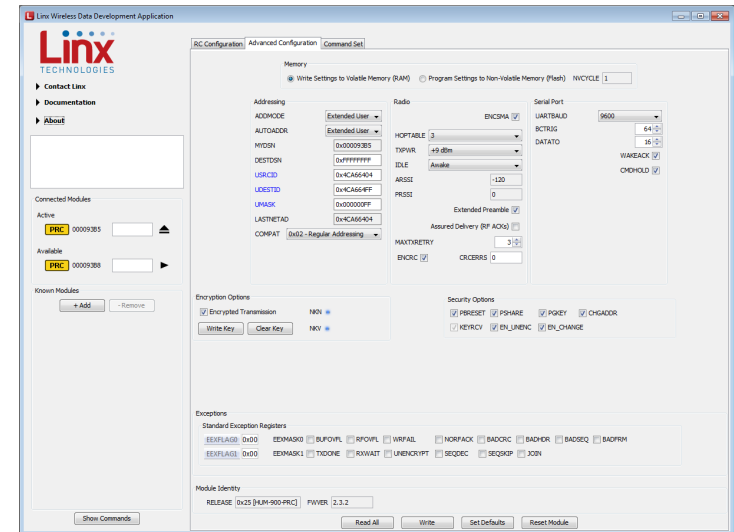 Linx Wireless Data Development Application
Linx
TECHNOLOGIES
Contact Linx
Documentation
About
Connected Modules
Active
PRC 000093B5
Available
PRC 000093B8
Known Modules
+ Add - Remove
Show Commands
RC Configuration Advanced Configuration Command Set
Memory
Write Settings to Volatile Memory (RAM) Program Settings to Non-Volatile Memory (Flash) NVCYCLE 1
Addressing
ADDMODE Extended User
AUTOADDR Extended User
MYDSN 0x000093B5
DESTDSN 0xFFFFFFFF
USRCID 0x4CA66404
UDESTID 0x4CA664FF
UMASK 0x000000FF
LASTNETAD 0x4CA66404
COMPAT 0x02 - Regular Addressing
Radio
ENCSMA
HOPTABLE 3
TXPWR +9 dBm
IDLE Awake
ARSSI -120
PRSSI 0
Extended Preamble
Assured Delivery (RF ACKs)
MAXTXRETRY 3
ENCRC CRCERRS 0
Serial Port
UARTBAUD 9600
BCTRIG 64
DATATO 16
WAKEACK
CMDHOLD
Encryption Options
Encrypted Transmission NKN
Write Key Clear Key NKV
Security Options
PBRESET PSHARE PGKEY CHGADDR
KEYRCV EN_UNENC EN_CHANGE
Exceptions
Standard Exception Registers
EEXFLAG0 0x00 EEXMASK0 BUFOVFL RFOVFL WRFAIL NORFACK BADCRC BADHDR BADSEQ BADFRM
EEXFLAG1 0x00 EEXMASK1 TXDONE RXWAIT UNENCRYPT SEQDEC SEQSKIP JOIN
Module Identity
RELEASE 0x25 [HUM-900-PRC] FWVER 2.3.2
Read All Write Set Defaults Reset Module